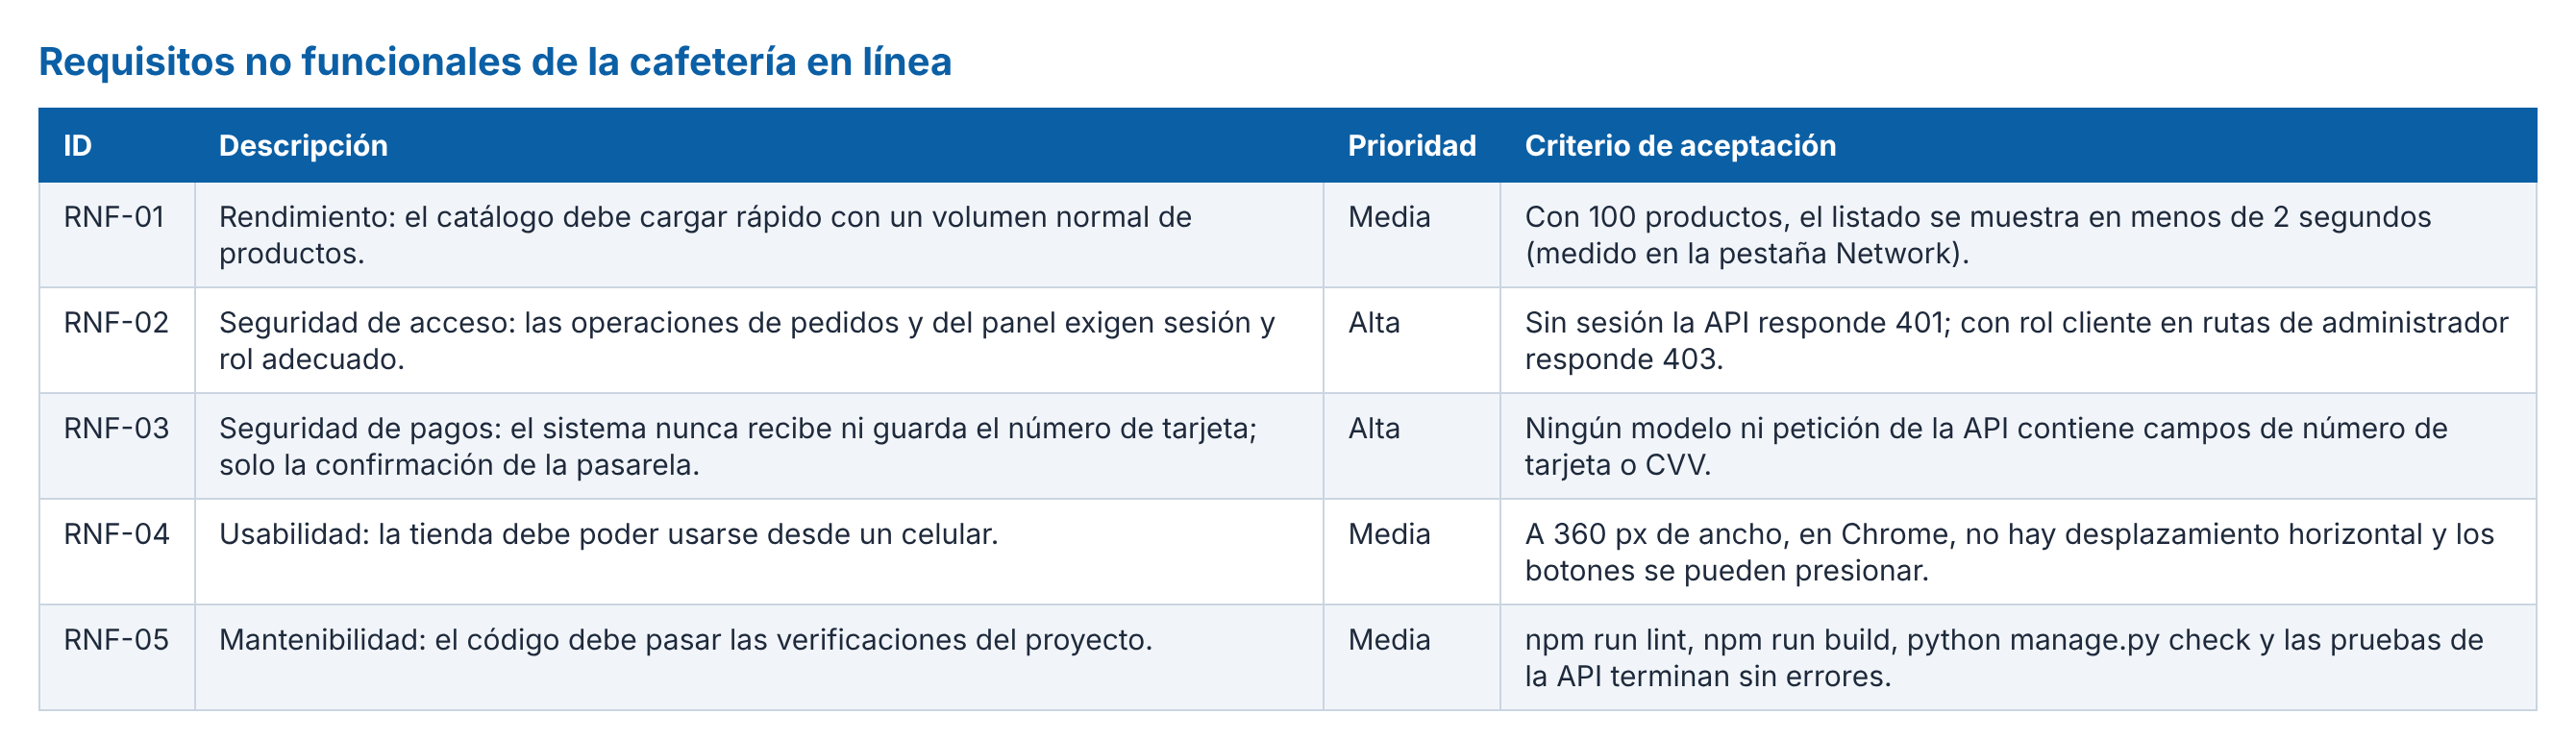 Requisitos no funcionales de la cafetería en línea
ID Descripción Prioridad Criterio de aceptación
RNF-01 Rendimiento: el catálogo debe cargar rápido con un volumen normal de Media Con 100 productos, el listado se muestra en menos de 2 segundos
productos. (medido en la pestaña Network).
RNF-02 Seguridad de acceso: las operaciones de pedidos y del panel exigen sesión y Alta Sin sesión la API responde 401; con rol cliente en rutas de administrador
rol adecuado. responde 403.
RNF-03 Seguridad de pagos: el sistema nunca recibe ni guarda el número de tarjeta; Alta Ningún modelo ni petición de la API contiene campos de número de
solo la confirmación de la pasarela. tarjeta o CVV.
RNF-04 Usabilidad: la tienda debe poder usarse desde un celular. Media A 360 px de ancho, en Chrome, no hay desplazamiento horizontal y los
botones se pueden presionar.
RNF-05 Mantenibilidad: el código debe pasar las verificaciones del proyecto. Media npm run lint, npm run build, python manage.py check y las pruebas de
la API terminan sin errores.